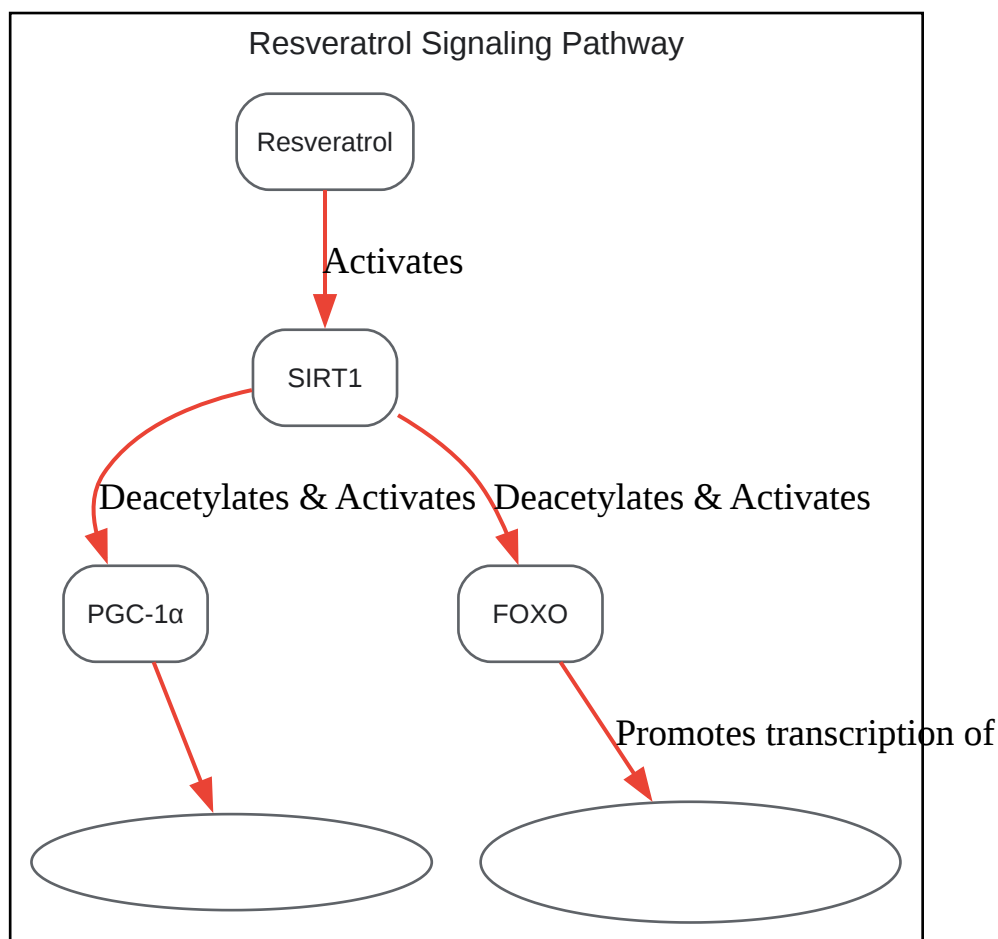 Resveratrol Signaling Pathway
Resveratrol
Activates
SIRT1
Deacetylates & Activates
Deacetylates & Activates
PGC-1α
FOXO
Promotes transcription of